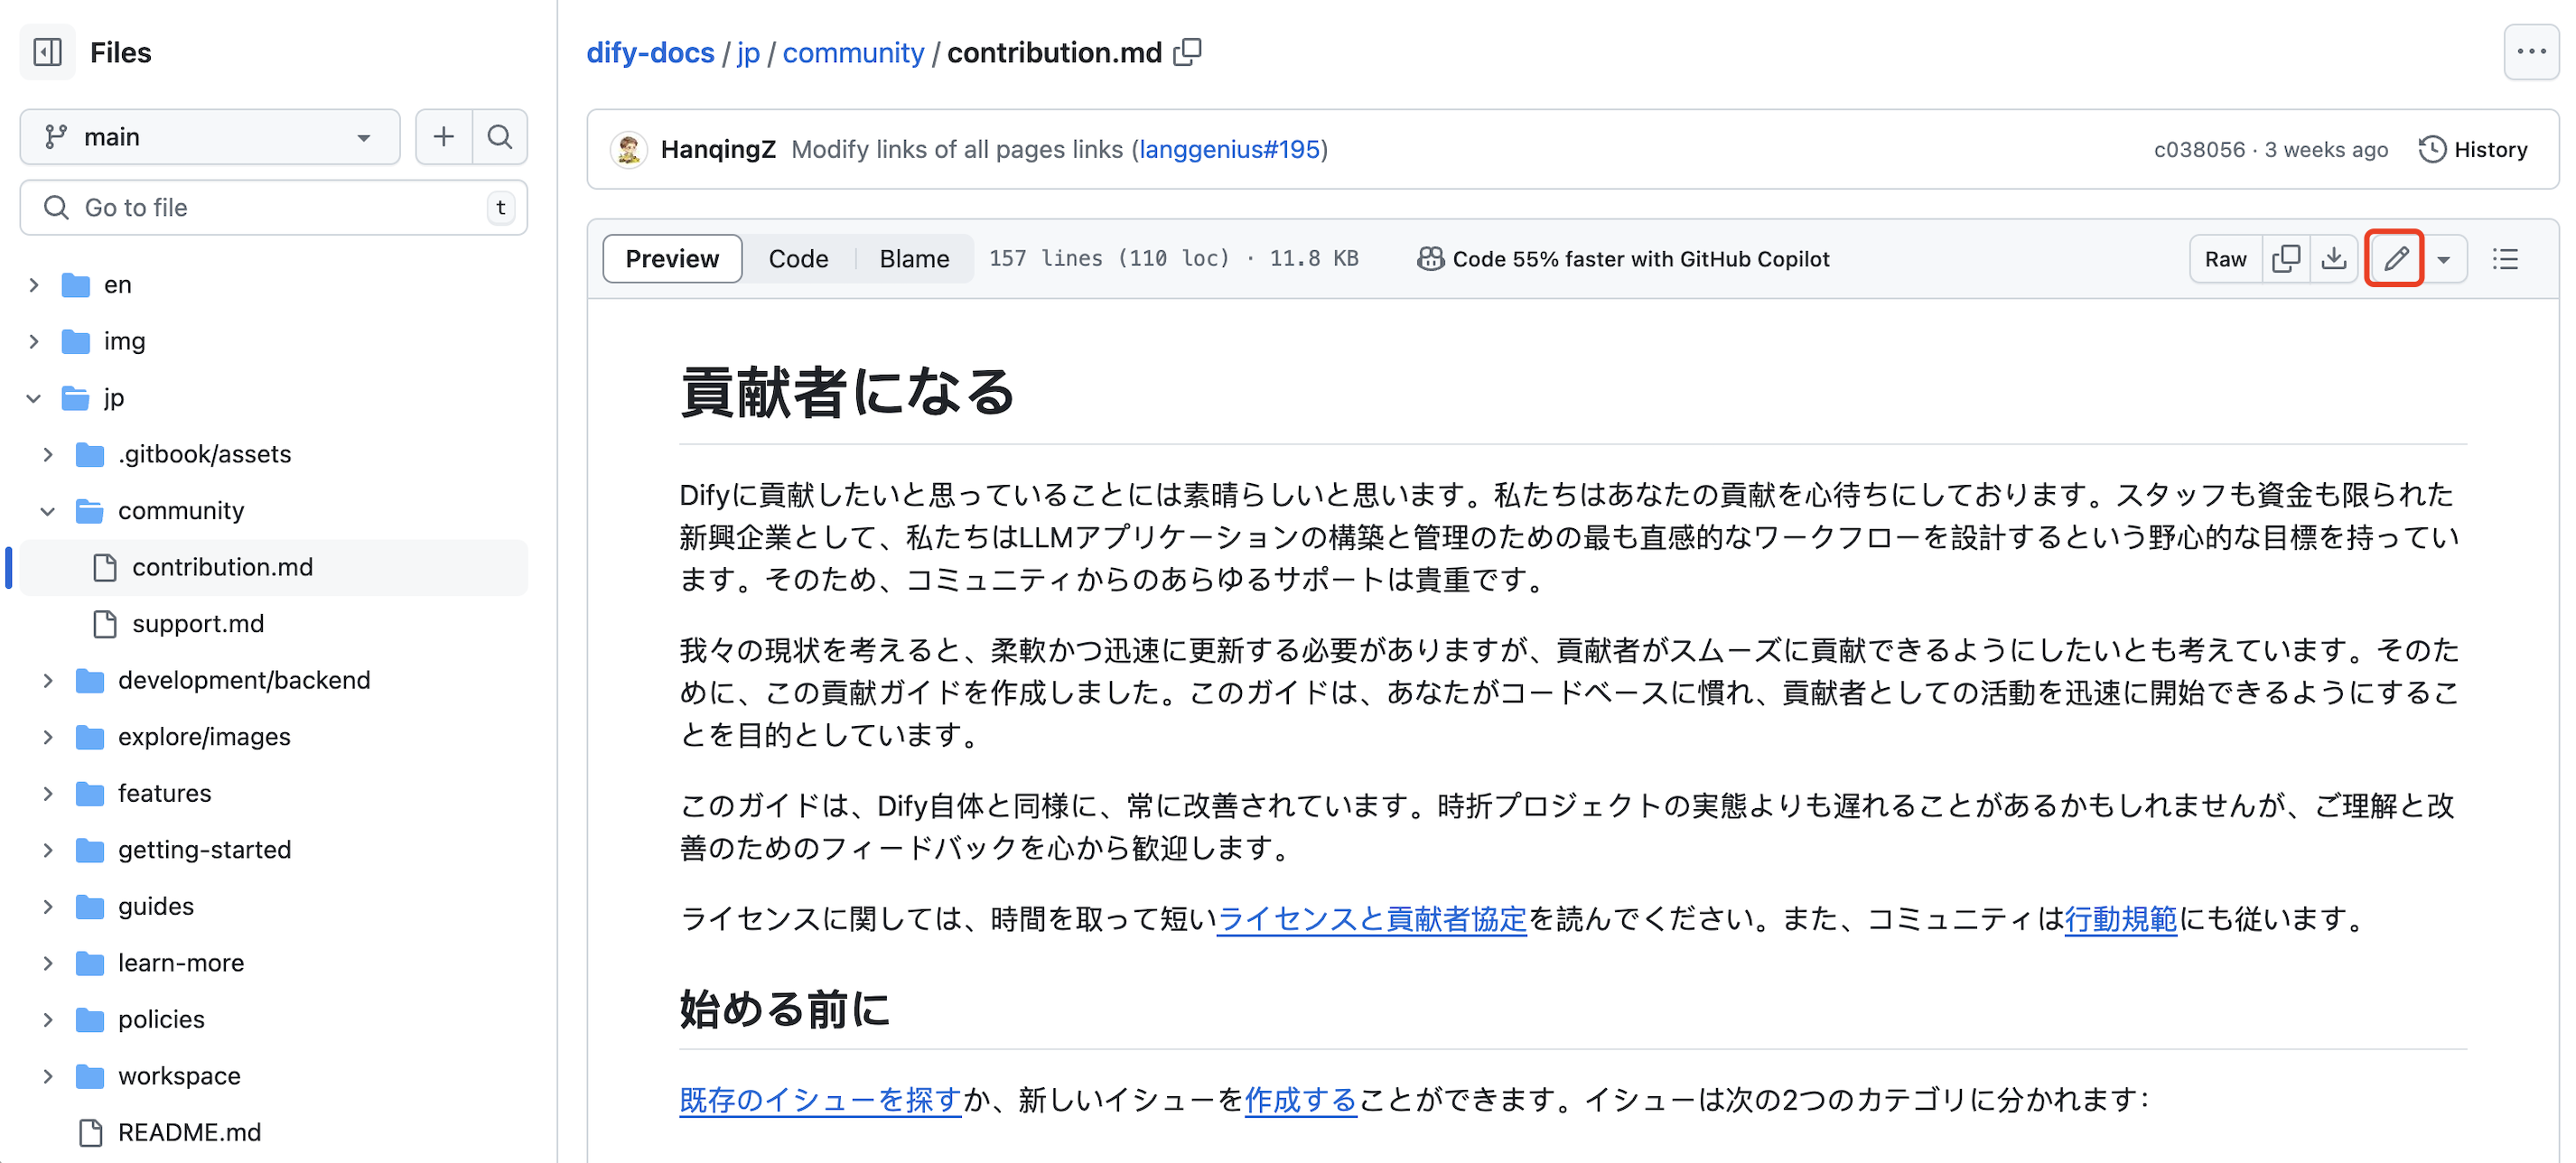 Files
main
Go to file
t
en
img
jp
.gitbook/assets
community
contribution.md
support.md
development/backend
explore/images
features
getting-started
guides
learn-more
policies
workspace
README.md
dify-docs / jp / community / contribution.md
HanqingZ Modify links of all pages links (langgenius#195)
c038056 · 3 weeks ago History
Preview Code Blame 157 lines (110 loc) · 11.8 KB Code 55% faster with GitHub Copilot Raw
貢献者になる
Difyに貢献したいと思っていることには素晴らしいと思います。私たちはあなたの貢献を心待ちにしております。スタッフも資金も限られた
新興企業として、私たちはLLMアプリケーションの構築と管理のための最も直感的なワークフローを設計するという野心的な目標を持ってい
ます。そのため、コミュニティからのあらゆるサポートは貴重です。
我々の現状を考えると、柔軟かつ迅速に更新する必要がありますが、貢献者がスムーズに貢献できるようにしたいとも考えています。そのた
めに、この貢献ガイドを作成しました。このガイドは、あなたがコードベースに慣れ、貢献者としての活動を迅速に開始できるようにするこ
とを目的としています。
このガイドは、Dify自体と同様に、常に改善されています。時折プロジェクトの実態よりも遅れることがあるかもしれませんが、ご理解と改
善のためのフィードバックを心から歓迎します。
ライセンスに関しては、時間を取って短いライセンスと貢献者協定を読んでください。また、コミュニティは行動規範にも従います。
始める前に
既存のイシューを探すか、新しいイシューを作成することができます。イシューは次の2つのカテゴリに分かれます：